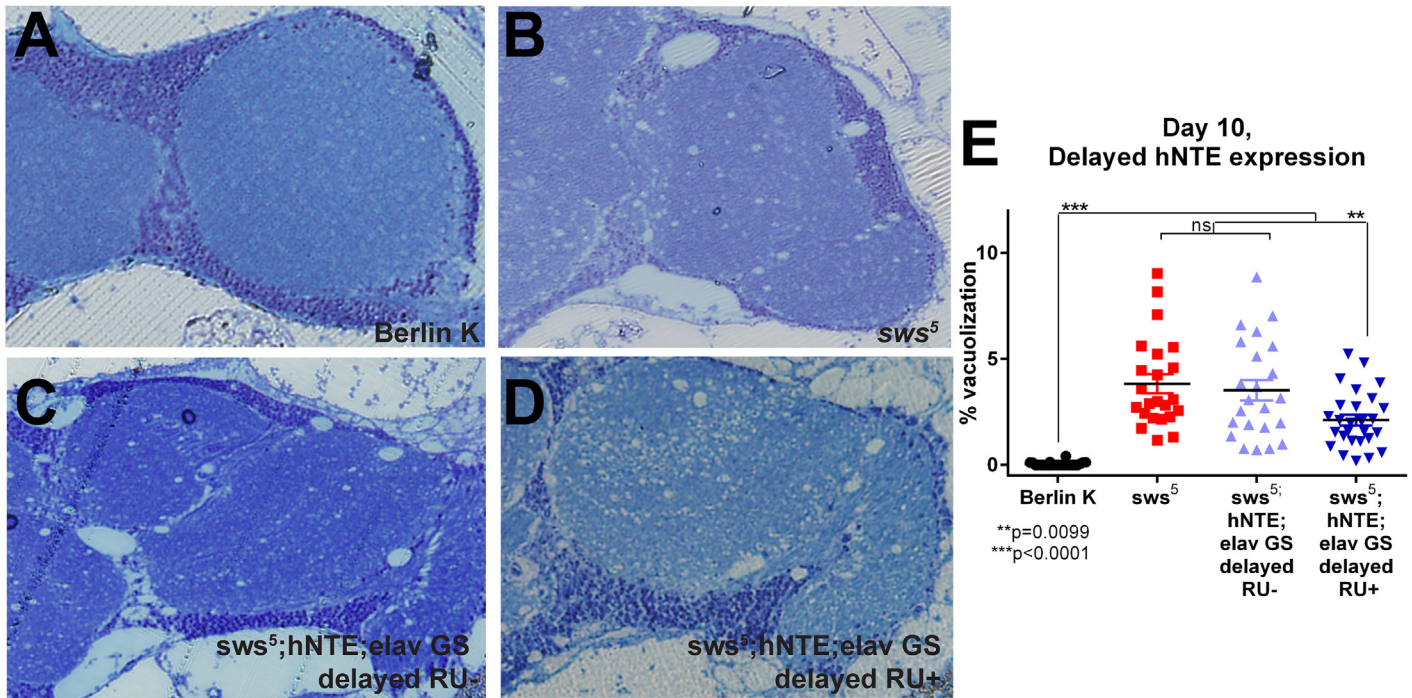 A
Berlin K
B
sws⁵
C
sws⁵;hNTE;elav GS
delayed RU-
D
sws⁵;hNTE;elav GS
delayed RU+
E
Day 10,
Delayed hNTE expression
% vacuolization
10
5
0
***
ns
**
Berlin K
sws⁵
sws⁵;
hNTE;
elav GS
delayed
RU-
sws⁵;
hNTE;
elav GS
delayed
RU+
**p=0.0099
***p<0.0001